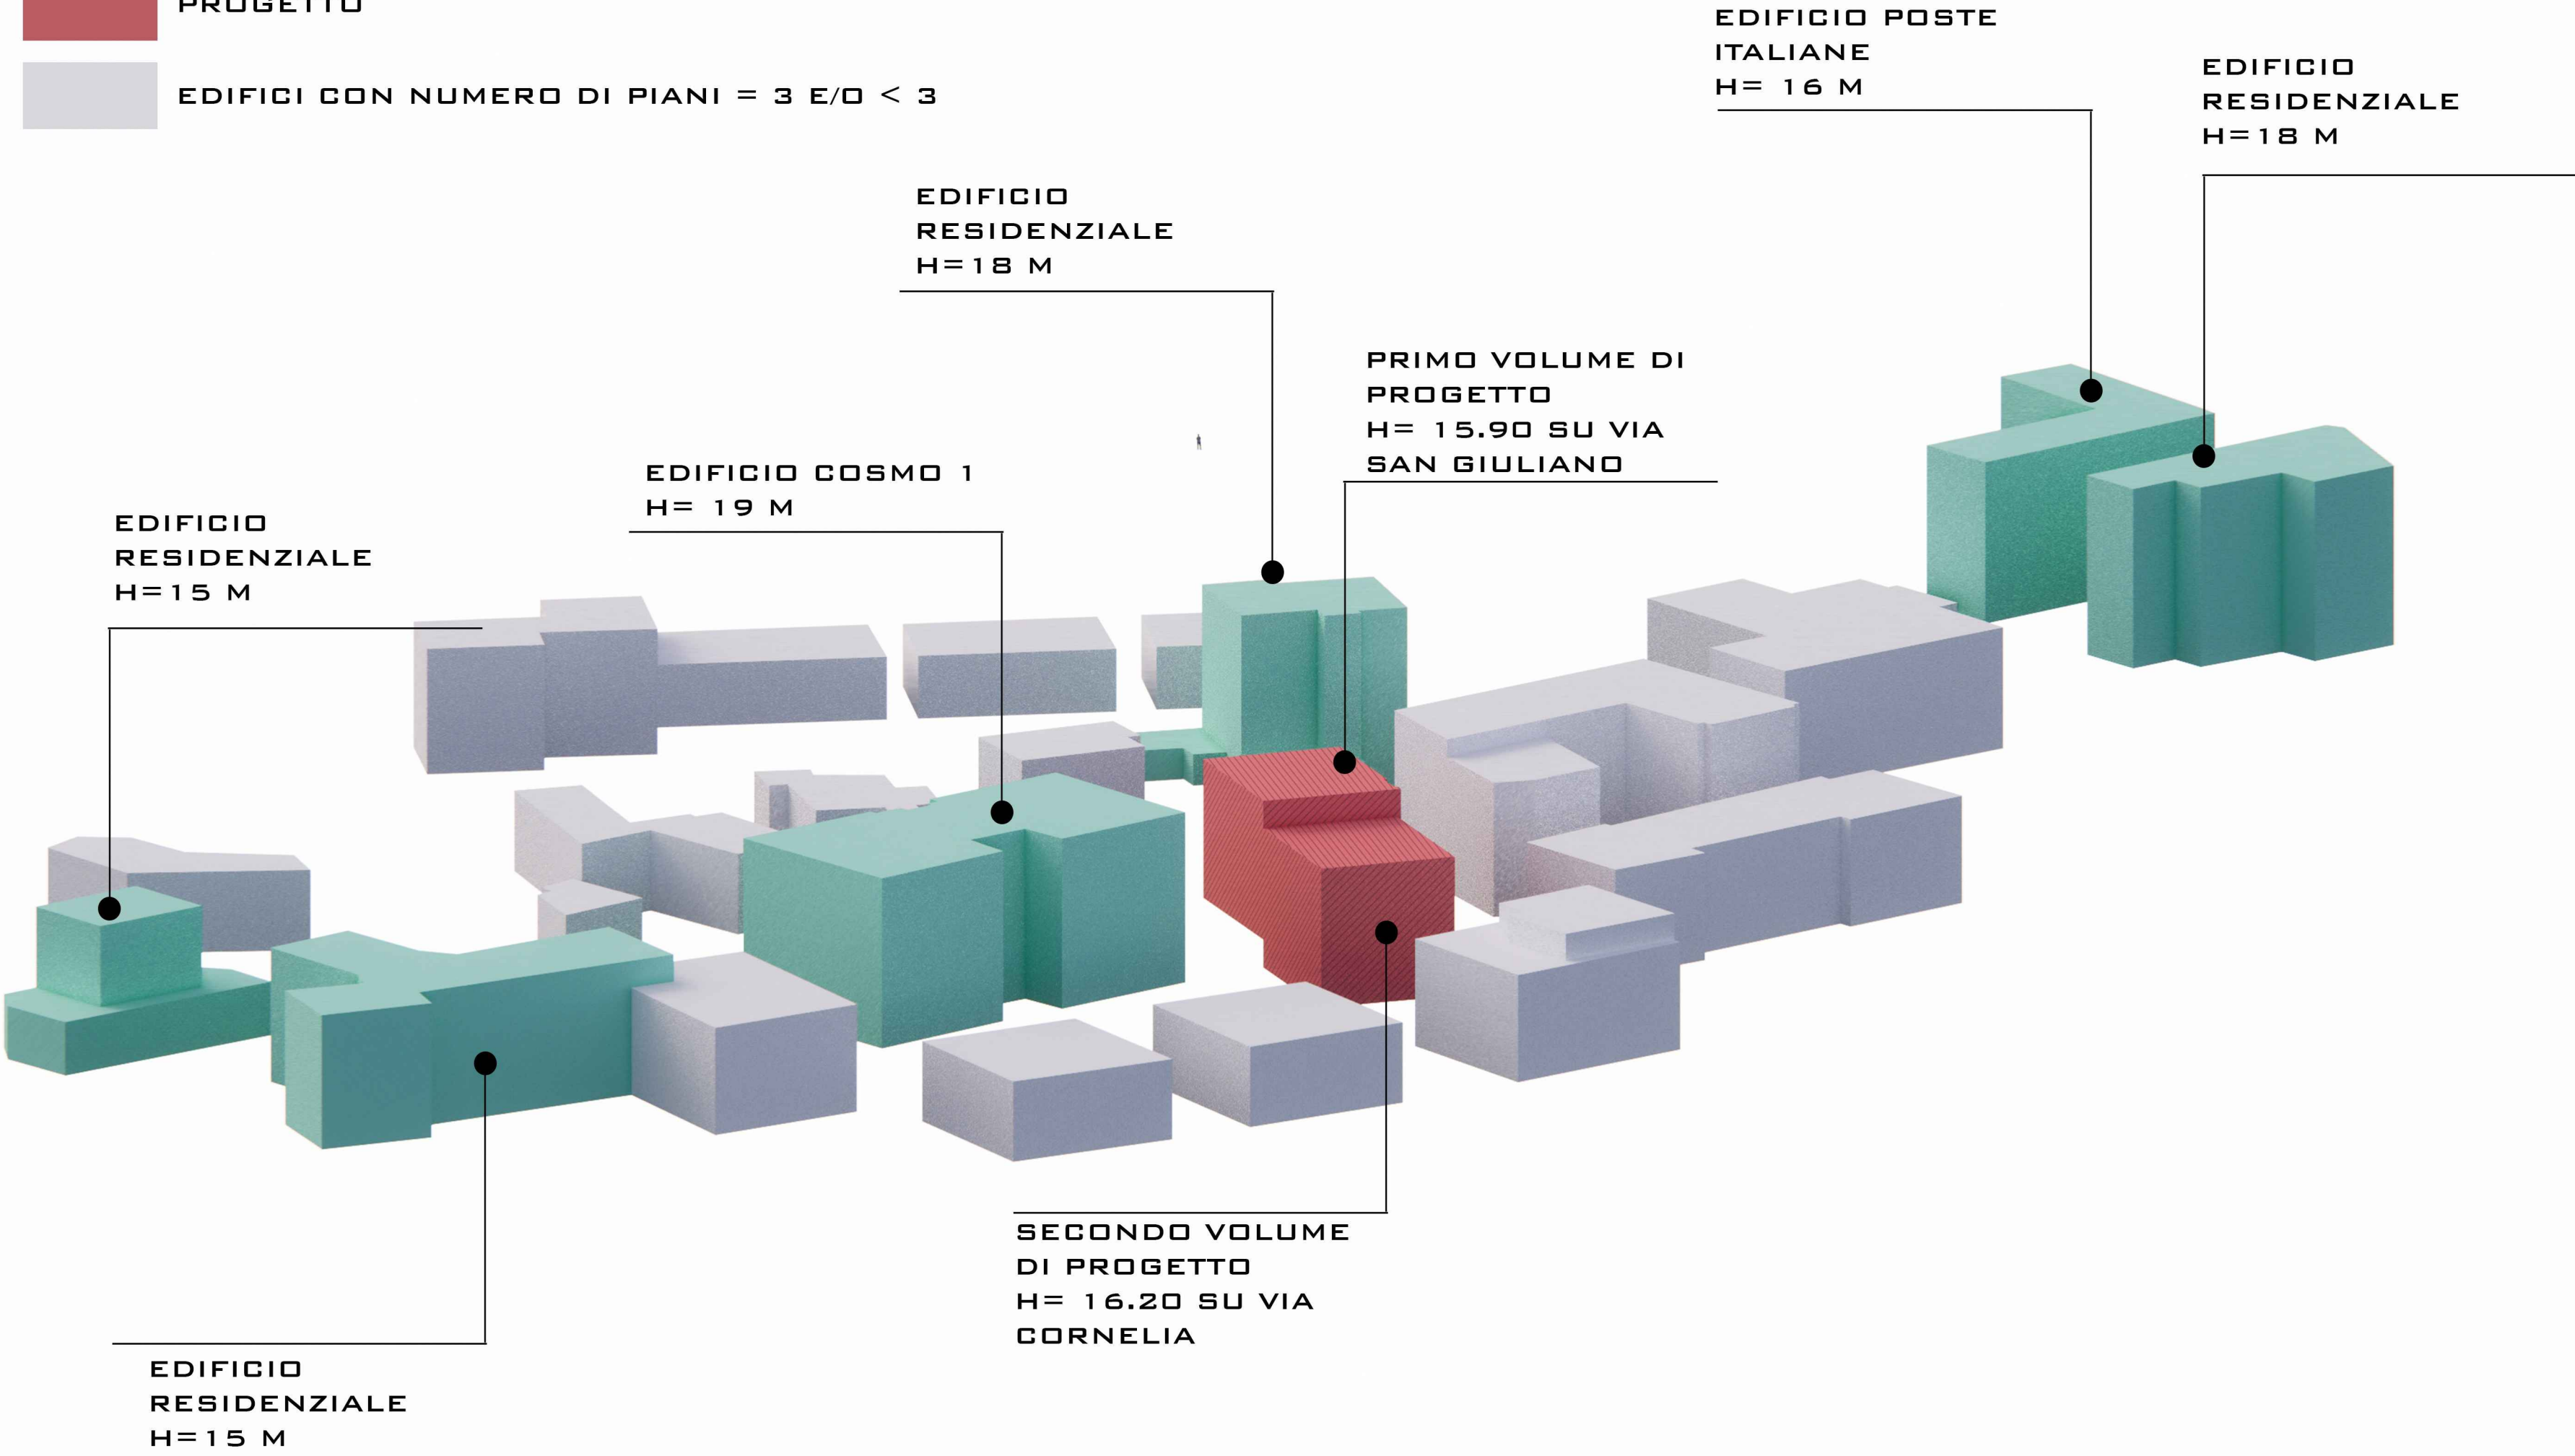 PROGETTO
EDIFICI CON NUMERO DI PIANI = 3 E/O < 3
EDIFICIO POSTE
ITALIANE
H= 16 M
EDIFICIO
RESIDENZIALE
H=18 M
EDIFICIO
RESIDENZIALE
H=18 M
PRIMO VOLUME DI
PROGETTO
H= 15.90 SU VIA
SAN GIULIANO
EDIFICIO COSMO 1
H= 19 M
EDIFICIO
RESIDENZIALE
H=15 M
SECONDO VOLUME
DI PROGETTO
H= 16.20 SU VIA
CORNELIA
EDIFICIO
RESIDENZIALE
H=15 M